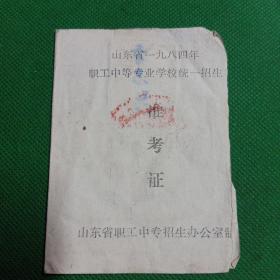 山东省一九八四年
职工中等专业学校统一招生
准
考
证
山东省职工中专招生办公室制